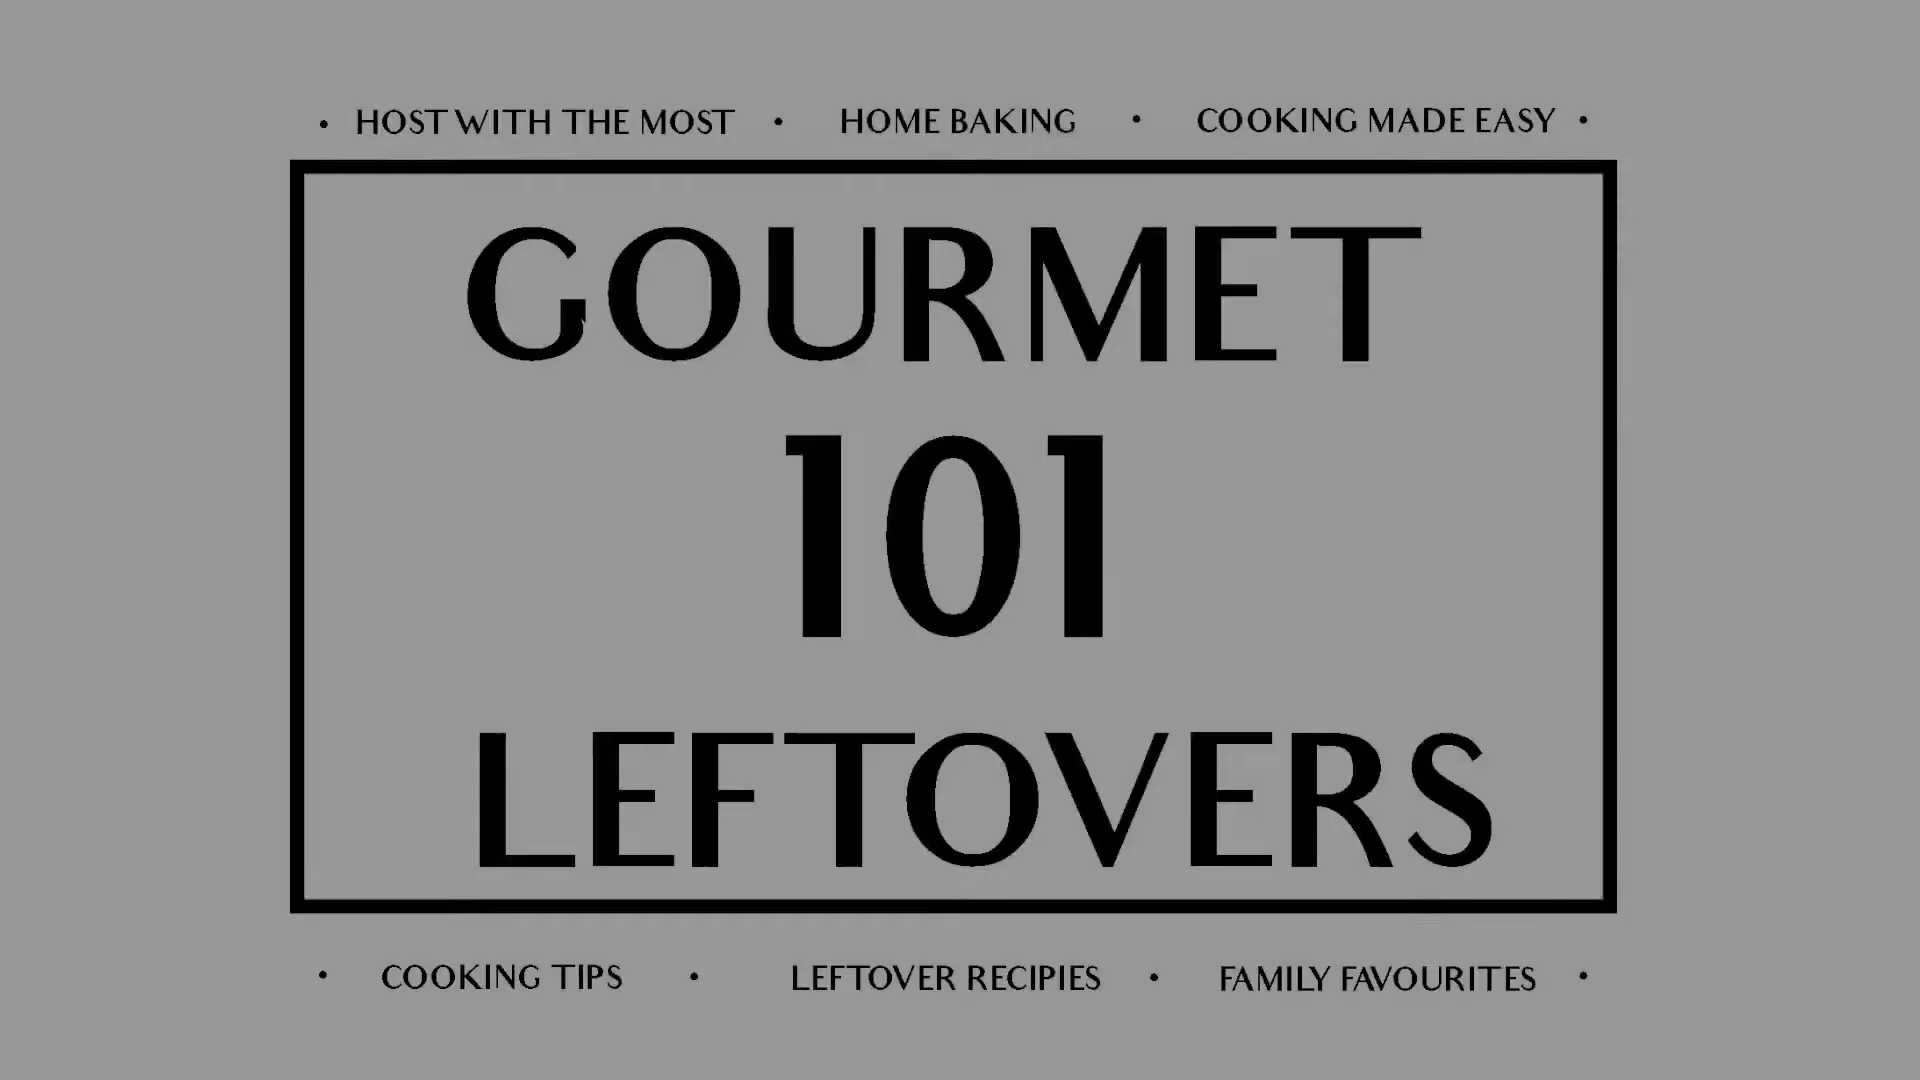 • HOST WITH THE MOST • HOME BAKING • COOKING MADE EASY •
GOURMET
101
LEFTOVERS
• COOKING TIPS • LEFTOVER RECIPIES • FAMILY FAVOURITES •